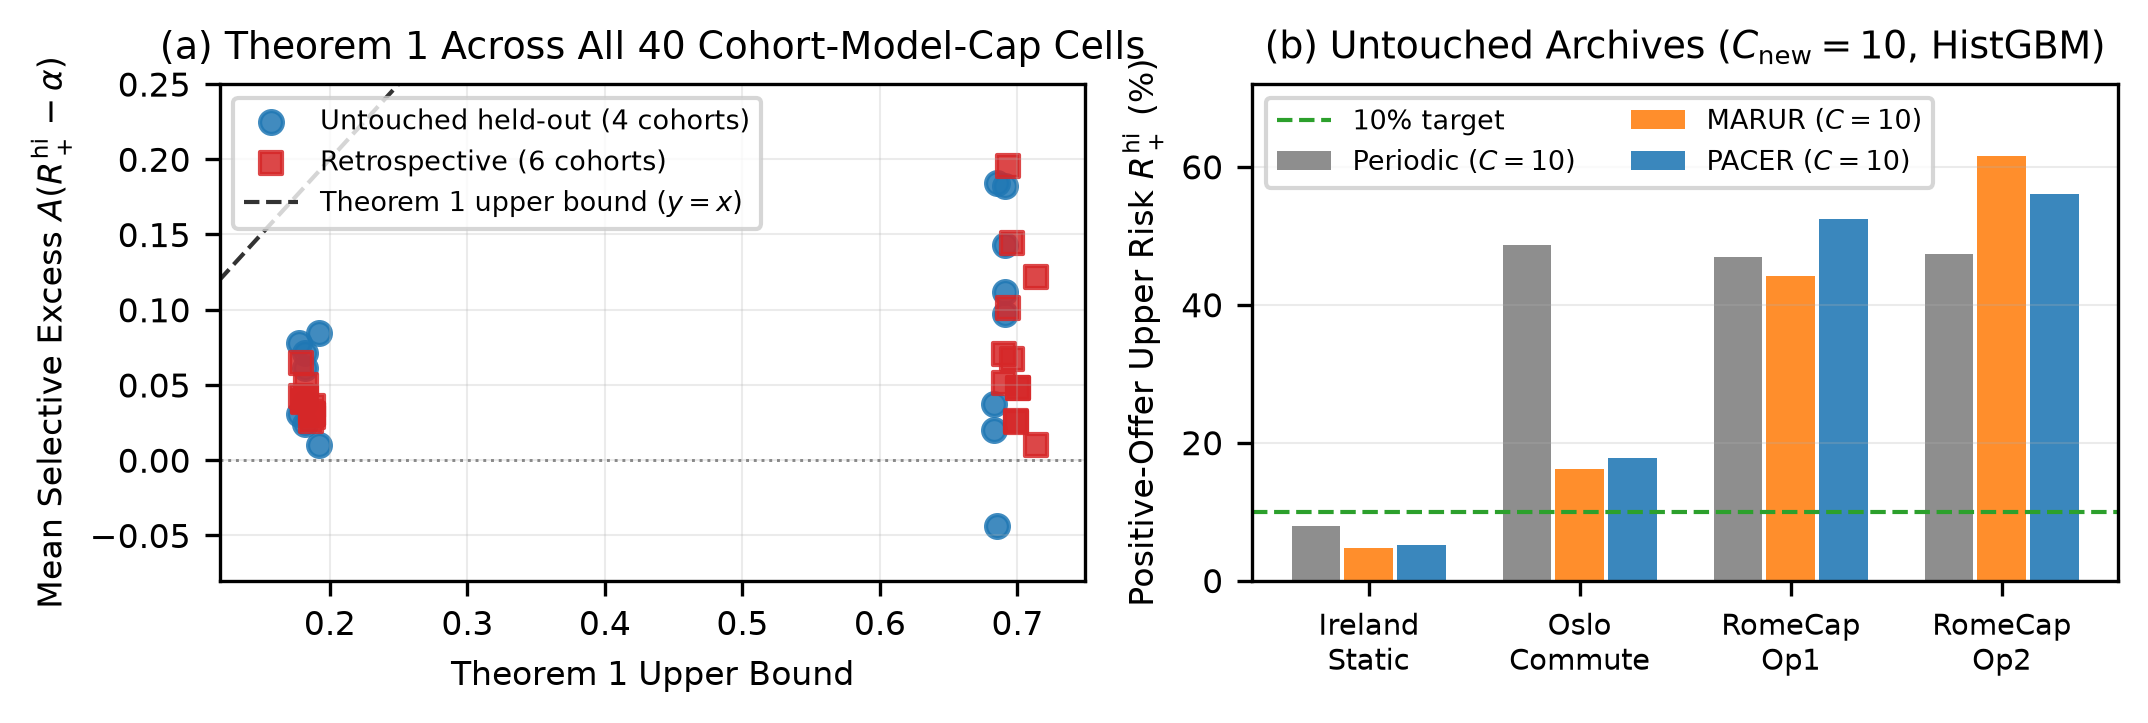 (a) Theorem 1 Across All 40 Cohort-Model-Cap Cells
Mean Selective Excess A(R₊ʰⁱ − α)
0.25
0.20
0.15
0.10
0.05
0.00
−0.05
Untouched held-out (4 cohorts)
Retrospective (6 cohorts)
Theorem 1 upper bound (y = x)
0.2 0.3 0.4 0.5 0.6 0.7
Theorem 1 Upper Bound
(b) Untouched Archives (C_new = 10, HistGBM)
Positive-Offer Upper Risk R₊ʰⁱ (%)
60
40
20
0
10% target
Periodic (C = 10)
MARUR (C = 10)
PACER (C = 10)
Ireland
Static
Oslo
Commute
RomeCap
Op1
RomeCap
Op2